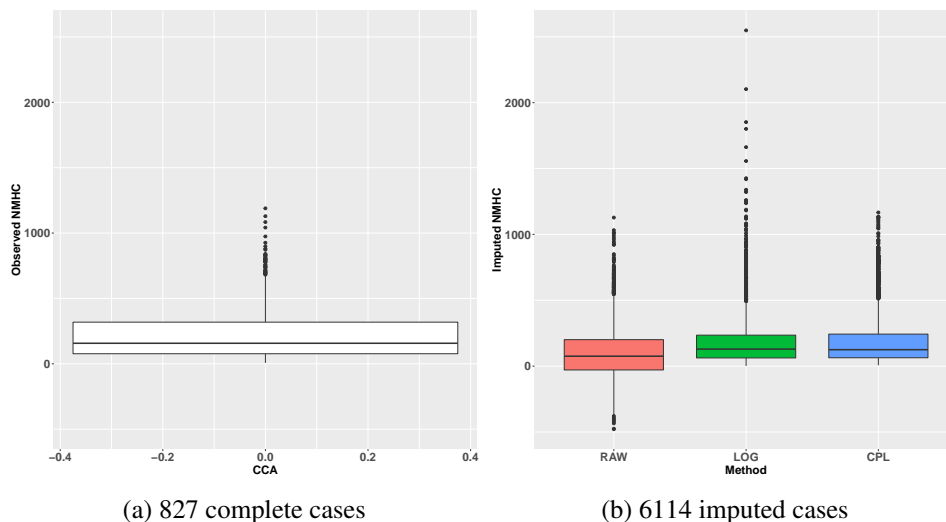 2000
1000
0
Observed NMHC
−0.4
−0.2
0.0
0.2
0.4
CCA
(a) 827 complete cases
2000
1000
0
Imputed NMHC
RAW
LOG
CPL
Method
(b) 6114 imputed cases